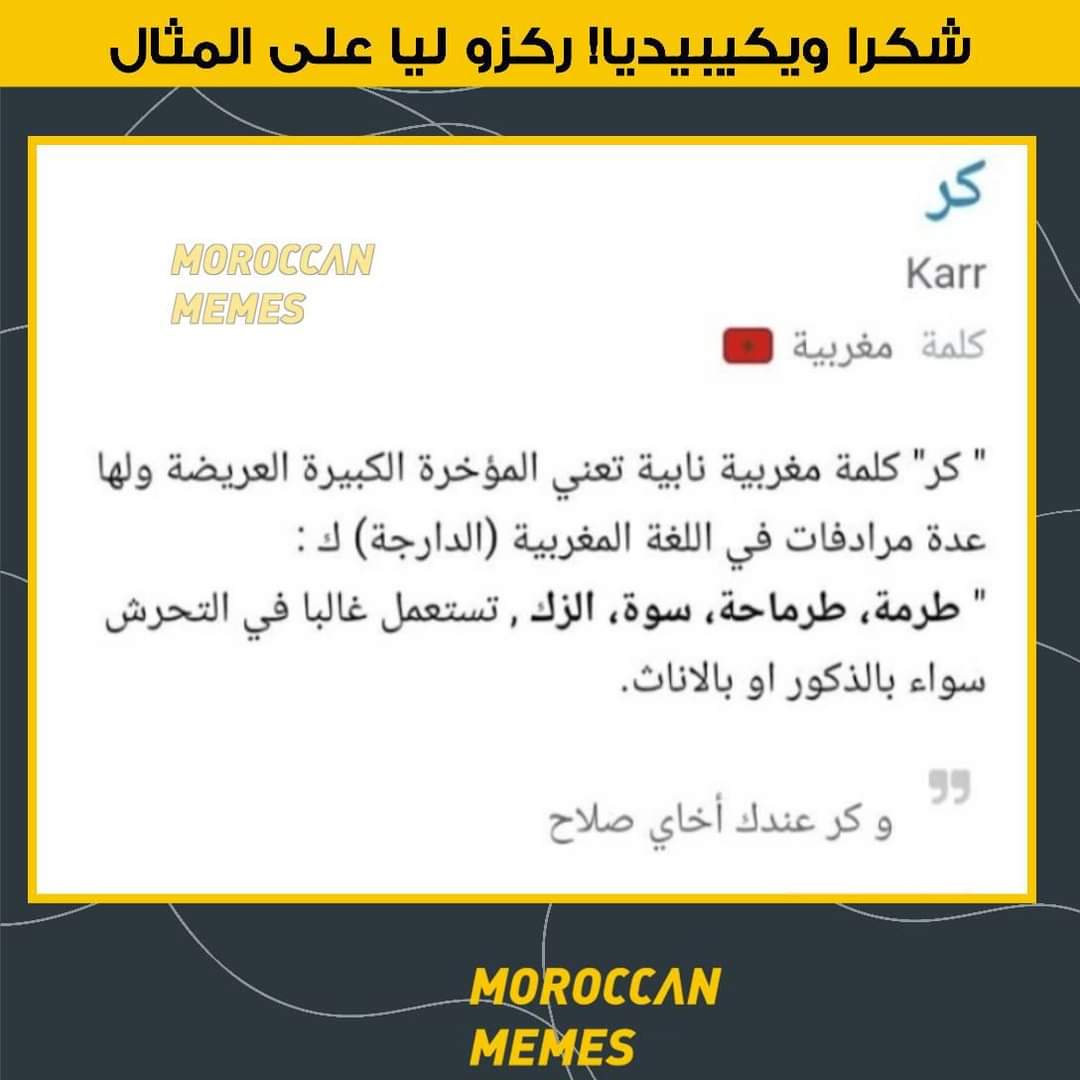 شكرا ويكيبيديا! ركزو ليا على المثال
كر
Karr
كلمة مغربية
MOROCCAN
MEMES
" كر" كلمة مغربية نابية تعني المؤخرة الكبيرة العريضة ولها
عدة مرادفات في اللغة المغربية (الدارجة) ك :
" طرمة، طرماحة، سوة، الزك , تستعمل غالبا في التحرش
سواء بالذكور او بالاناث.
و كر عندك أخاي صلاح
MOROCCAN
MEMES